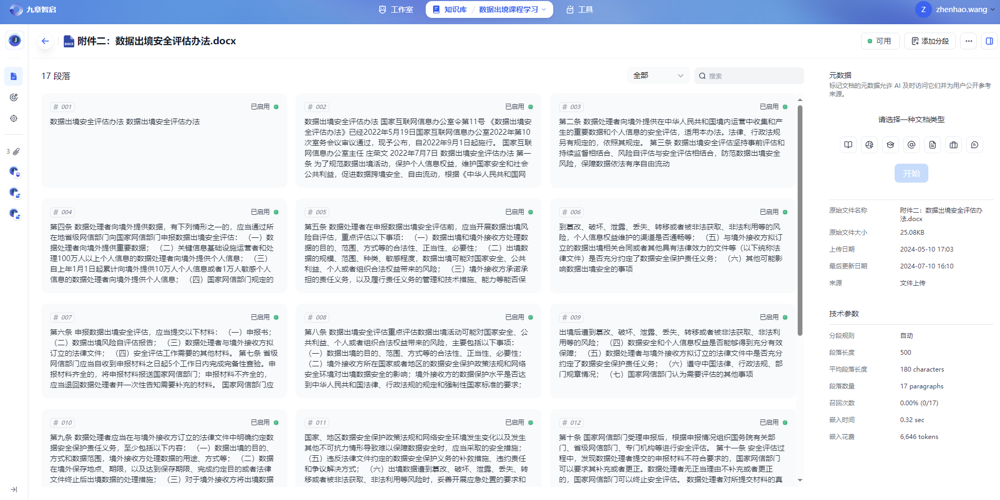 九章智启
工作室
知识库 / 数据出境课程学习
工具
Z
zhenhao.wang
附件二：数据出境安全评估办法.docx
可用
添加分段
17 段落
全部
搜索
3
# 001
已启用
数据出境安全评估办法 数据出境安全评估办法
# 002
已启用
数据出境安全评估办法 国家互联网信息办公室令第11号 《数据出境安
全评估办法》已经2022年5月19日国家互联网信息办公室2022年第10
次室务会议审议通过，现予公布，自2022年9月1日起施行。 国家互联
网信息办公室主任 庄荣文 2022年7月7日 数据出境安全评估办法 第一
条 为了规范数据出境活动，保护个人信息权益，维护国家安全和社会
公共利益，促进数据跨境安全、自由流动，根据《中华人民共和国网
# 003
已启用
第二条 数据处理者向境外提供在中华人民共和国境内运营中收集和产
生的重要数据和个人信息的安全评估，适用本办法。法律、行政法规
另有规定的，依照其规定。 第三条 数据出境安全评估坚持事前评估和
持续监督相结合、风险自评估与安全评估相结合，防范数据出境安全
风险，保障数据依法有序自由流动
# 004
已启用
第四条 数据处理者向境外提供数据，有下列情形之一的，应当通过所
在地省级网信部门向国家网信部门申报数据出境安全评估： （一）数
据处理者向境外提供重要数据； （二）关键信息基础设施运营者和处
理100万人以上个人信息的数据处理者向境外提供个人信息； （三）
自上年1月1日起累计向境外提供10万人个人信息或者1万人敏感个人
信息的数据处理者向境外提供个人信息； （四）国家网信部门规定的
# 005
已启用
第五条 数据处理者在申报数据出境安全评估前，应当开展数据出境风
险自评估，重点评估以下事项： （一）数据出境和境外接收方处理数
据的目的、范围、方式等的合法性、正当性、必要性； （二）出境数
据的规模、范围、种类、敏感程度，数据出境可能对国家安全、公共
利益、个人或者组织合法权益带来的风险； （三）境外接收方承诺承
担的责任义务，以及履行责任义务的管理和技术措施、能力等能否保
# 006
已启用
到篡改、破坏、泄露、丢失、转移或者被非法获取、非法利用等的风
险，个人信息权益维护的渠道是否通畅等； （五）与境外接收方拟订
立的数据出境相关合同或者其他具有法律效力的文件等（以下统称法
律文件）是否充分约定了数据安全保护责任义务； （六）其他可能影
响数据出境安全的事项
# 007
已启用
第六条 申报数据出境安全评估，应当提交以下材料： （一）申报书；
（二）数据出境风险自评估报告； （三）数据处理者与境外接收方拟
订立的法律文件； （四）安全评估工作需要的其他材料。 第七条 省级
网信部门应当自收到申报材料之日起5个工作日内完成完备性查验。申
报材料齐全的，将申报材料报送国家网信部门；申报材料不齐全的，
应当退回数据处理者并一次性告知需要补充的材料。 国家网信部门应
# 008
已启用
第八条 数据出境安全评估重点评估数据出境活动可能对国家安全、公
共利益、个人或者组织合法权益带来的风险，主要包括以下事项：
（一）数据出境的目的、范围、方式等的合法性、正当性、必要性；
（二）境外接收方所在国家或者地区的数据安全保护政策法规和网络
安全环境对出境数据安全的影响；境外接收方的数据保护水平是否达
到中华人民共和国法律、行政法规的规定和强制性国家标准的要求；
# 009
已启用
出境后遭到篡改、破坏、泄露、丢失、转移或者被非法获取、非法利
用等的风险； （四）数据安全和个人信息权益是否能够得到充分有效
保障； （五）数据处理者与境外接收方拟订立的法律文件中是否充分
约定了数据安全保护责任义务； （六）遵守中国法律、行政法规、部
门规章情况； （七）国家网信部门认为需要评估的其他事项
# 010
已启用
第九条 数据处理者应当在与境外接收方订立的法律文件中明确约定数
据安全保护责任义务，至少包括以下内容： （一）数据出境的目的、
方式和数据范围，境外接收方处理数据的用途、方式等； （二）数据
在境外保存地点、期限，以及达到保存期限、完成约定目的或者法律
文件终止后出境数据的处理措施； （三）对于境外接收方将出境数据
# 011
已启用
国家、地区数据安全保护政策法规和网络安全环境发生变化以及发生
其他不可抗力情形导致难以保障数据安全时，应当采取的安全措施；
（五）违反法律文件约定的数据安全保护义务的补救措施、违约责任
和争议解决方式； （六）出境数据遭到篡改、破坏、泄露、丢失、转
移或者被非法获取、非法利用等风险时，妥善开展应急处置的要求和
# 012
已启用
第十条 国家网信部门受理申报后，根据申报情况组织国务院有关部
门、省级网信部门、专门机构等进行安全评估。 第十一条 安全评估过
程中，发现数据处理者提交的申报材料不符合要求的，国家网信部门
可以要求其补充或者更正。数据处理者无正当理由不补充或者更正
的，国家网信部门可以终止安全评估。 数据处理者对所提交材料的真
元数据
标记文档的元数据允许 AI 及时访问它们并为用户公开参考
来源。
请选择一种文档类型
开始
原始文件名称
附件二：数据出境安全评估办
法.docx
原始文件大小
25.08KB
上传日期
2024-05-10 17:03
最后更新日期
2024-07-10 16:10
来源
文件上传
技术参数
分段规则
自动
段落长度
500
平均段落长度
180 characters
段落数量
17 paragraphs
召回次数
0.00% (0/17)
嵌入时间
0.32 sec
嵌入花费
6,646 tokens